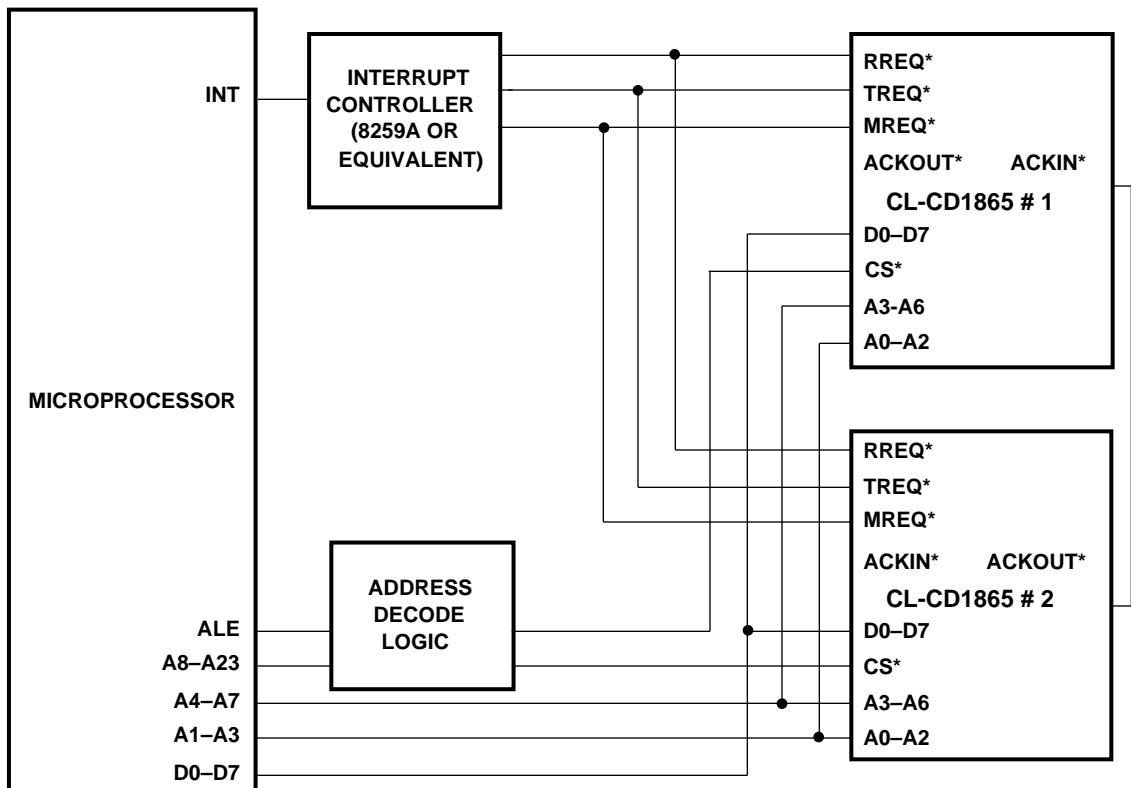 INT
MICROPROCESSOR
ALE
A8–A23
A4–A7
A1–A3
D0–D7
INTERRUPT
CONTROLLER
(8259A OR
EQUIVALENT)
ADDRESS
DECODE
LOGIC
RREQ*
TREQ*
MREQ*
ACKOUT* ACKIN*
CL-CD1865 # 1
D0–D7
CS*
A3-A6
A0–A2
RREQ*
TREQ*
MREQ*
ACKIN* ACKOUT*
CL-CD1865 # 2
D0–D7
CS*
A3–A6
A0–A2